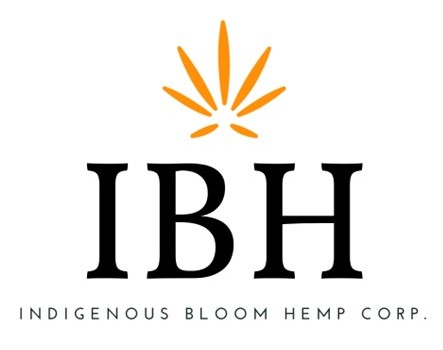 IBH
INDIGENOUS BLOOM HEMP CORP.